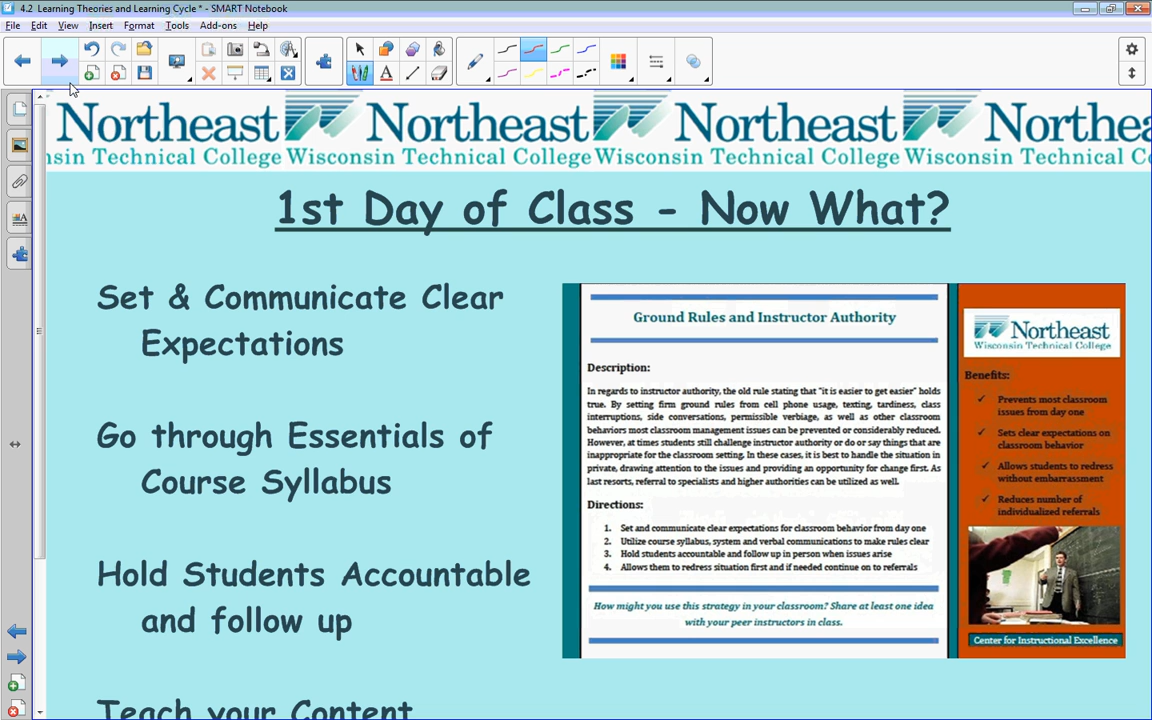 4.2 Learning Theories and Learning Cycle * - SMART Notebook
File Edit View Insert Format Tools Add-ons Help
Northeast Northeast Northeast Northea
nsin Technical College Wisconsin Technical College Wisconsin Technical College Wisconsin Technical C
1st Day of Class - Now What?
Set & Communicate Clear
Expectations
Go through Essentials of
Course Syllabus
Hold Students Accountable
and follow up
Teach your Content
Ground Rules and Instructor Authority
Description:
In regards to instructor authority, the old rule stating that "it is easier to get easier" holds
true. By setting firm ground rules from cell phone usage, texting, tardiness, class
interruptions, side conversations, permissible verbiage, as well as other classroom
behaviors most classroom management issues can be prevented or considerably reduced.
However, at times students still challenge instructor authority or do or say things that are
inappropriate for the classroom setting. In these cases, it is best to handle the situation in
private, drawing attention to the issues and providing an opportunity for change first. As
last resorts, referral to specialists and higher authorities can be utilized as well.
Directions:
1. Set and communicate clear expectations for classroom behavior from day one
2. Utilize course syllabus, system and verbal communications to make rules clear
3. Hold students accountable and follow up in person when issues arise
4. Allows them to redress situation first and if needed continue on to referrals
How might you use this strategy in your classroom? Share at least one idea
with your peer instructors in class.
Northeast
Wisconsin Technical College
Benefits:
✓ Prevents most classroom
issues from day one
✓ Sets clear expectations on
classroom behavior
✓ Allows students to redress
without embarrassment
✓ Reduces number of
individualized referrals
Center for Instructional Excellence